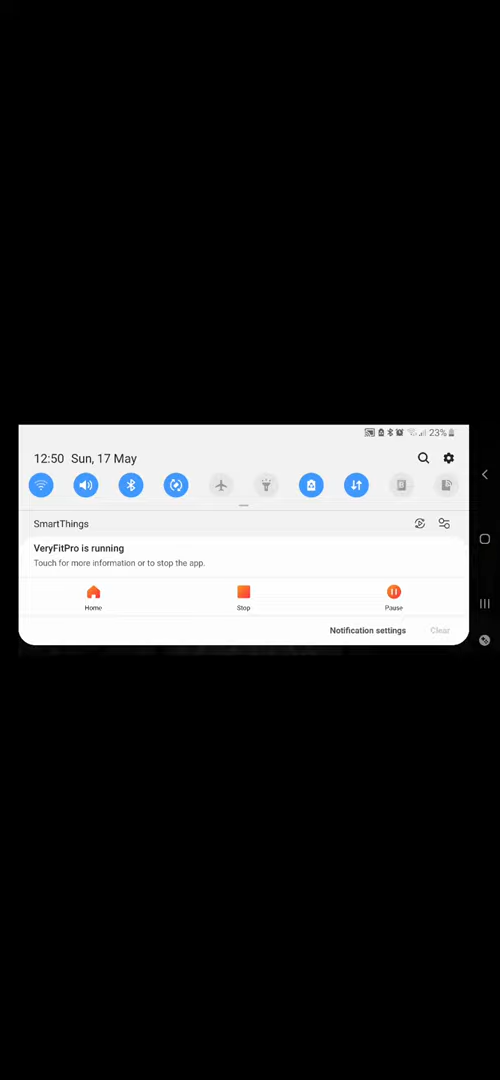 23%
12:50 Sun, 17 May
SmartThings
VeryFitPro is running
Touch for more information or to stop the app.
Home Stop Pause
Notification settings Clear